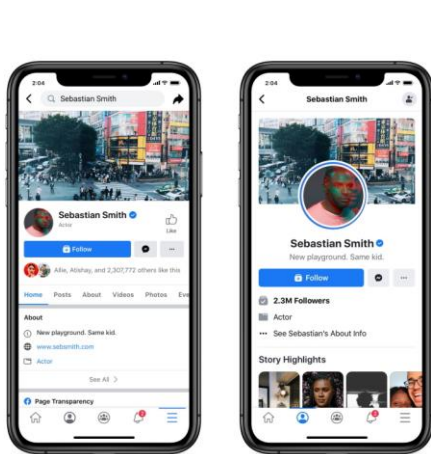 2:04
Sebastian Smith
Sebastian Smith
Like
Follow
Allie, Alishay, and 2,307,772 others like this
Home Posts About Videos Photos Eve
About
New playground. Same kid.
www.sebsmith.com
Actor
See All
Page Transparency
2:04
Sebastian Smith
Sebastian Smith
New playground. Same kid.
Follow
2.3M Followers
Actor
See Sebastian's About Info
Story Highlights